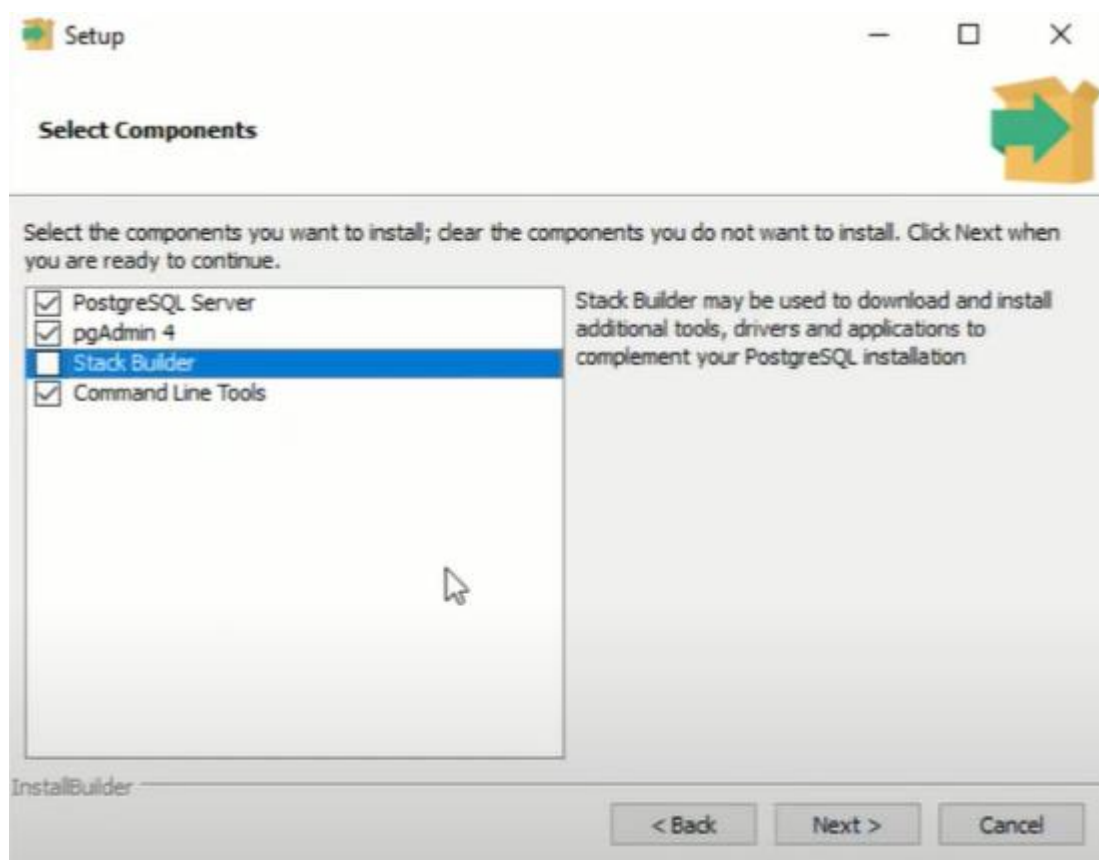 Setup
Select Components
Select the components you want to install; clear the components you do not want to install. Click Next when
you are ready to continue.
PostgreSQL Server
pgAdmin 4
Stack Builder
Command Line Tools
Stack Builder may be used to download and install
additional tools, drivers and applications to
complement your PostgreSQL installation
InstallBuilder
< Back
Next >
Cancel